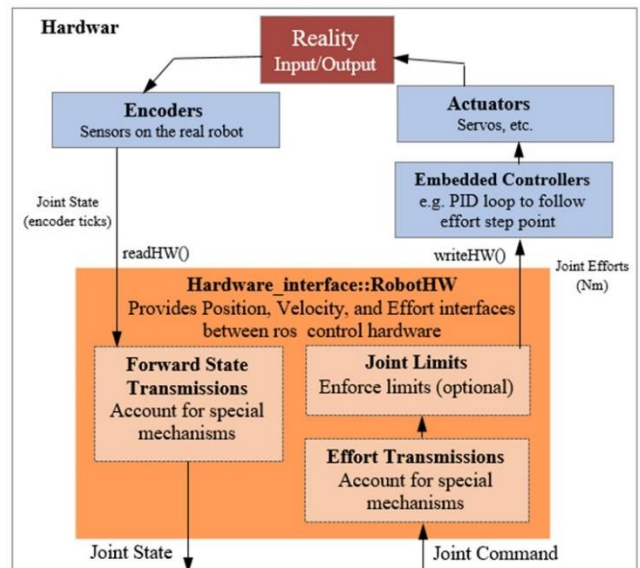 Hardwar
Reality
Input/Output
Encoders
Sensors on the real robot
Actuators
Servos, etc.
Embedded Controllers
e.g. PID loop to follow
effort step point
Joint State
(encoder ticks)
readHW()
writeHW()
Joint Efforts
(Nm)
Hardware_interface::RobotHW
Provides Position, Velocity, and Effort interfaces
between ros control hardware
Forward State
Transmissions
Account for special
mechanisms
Joint Limits
Enforce limits (optional)
Effort Transmissions
Account for special
mechanisms
Joint State
Joint Command